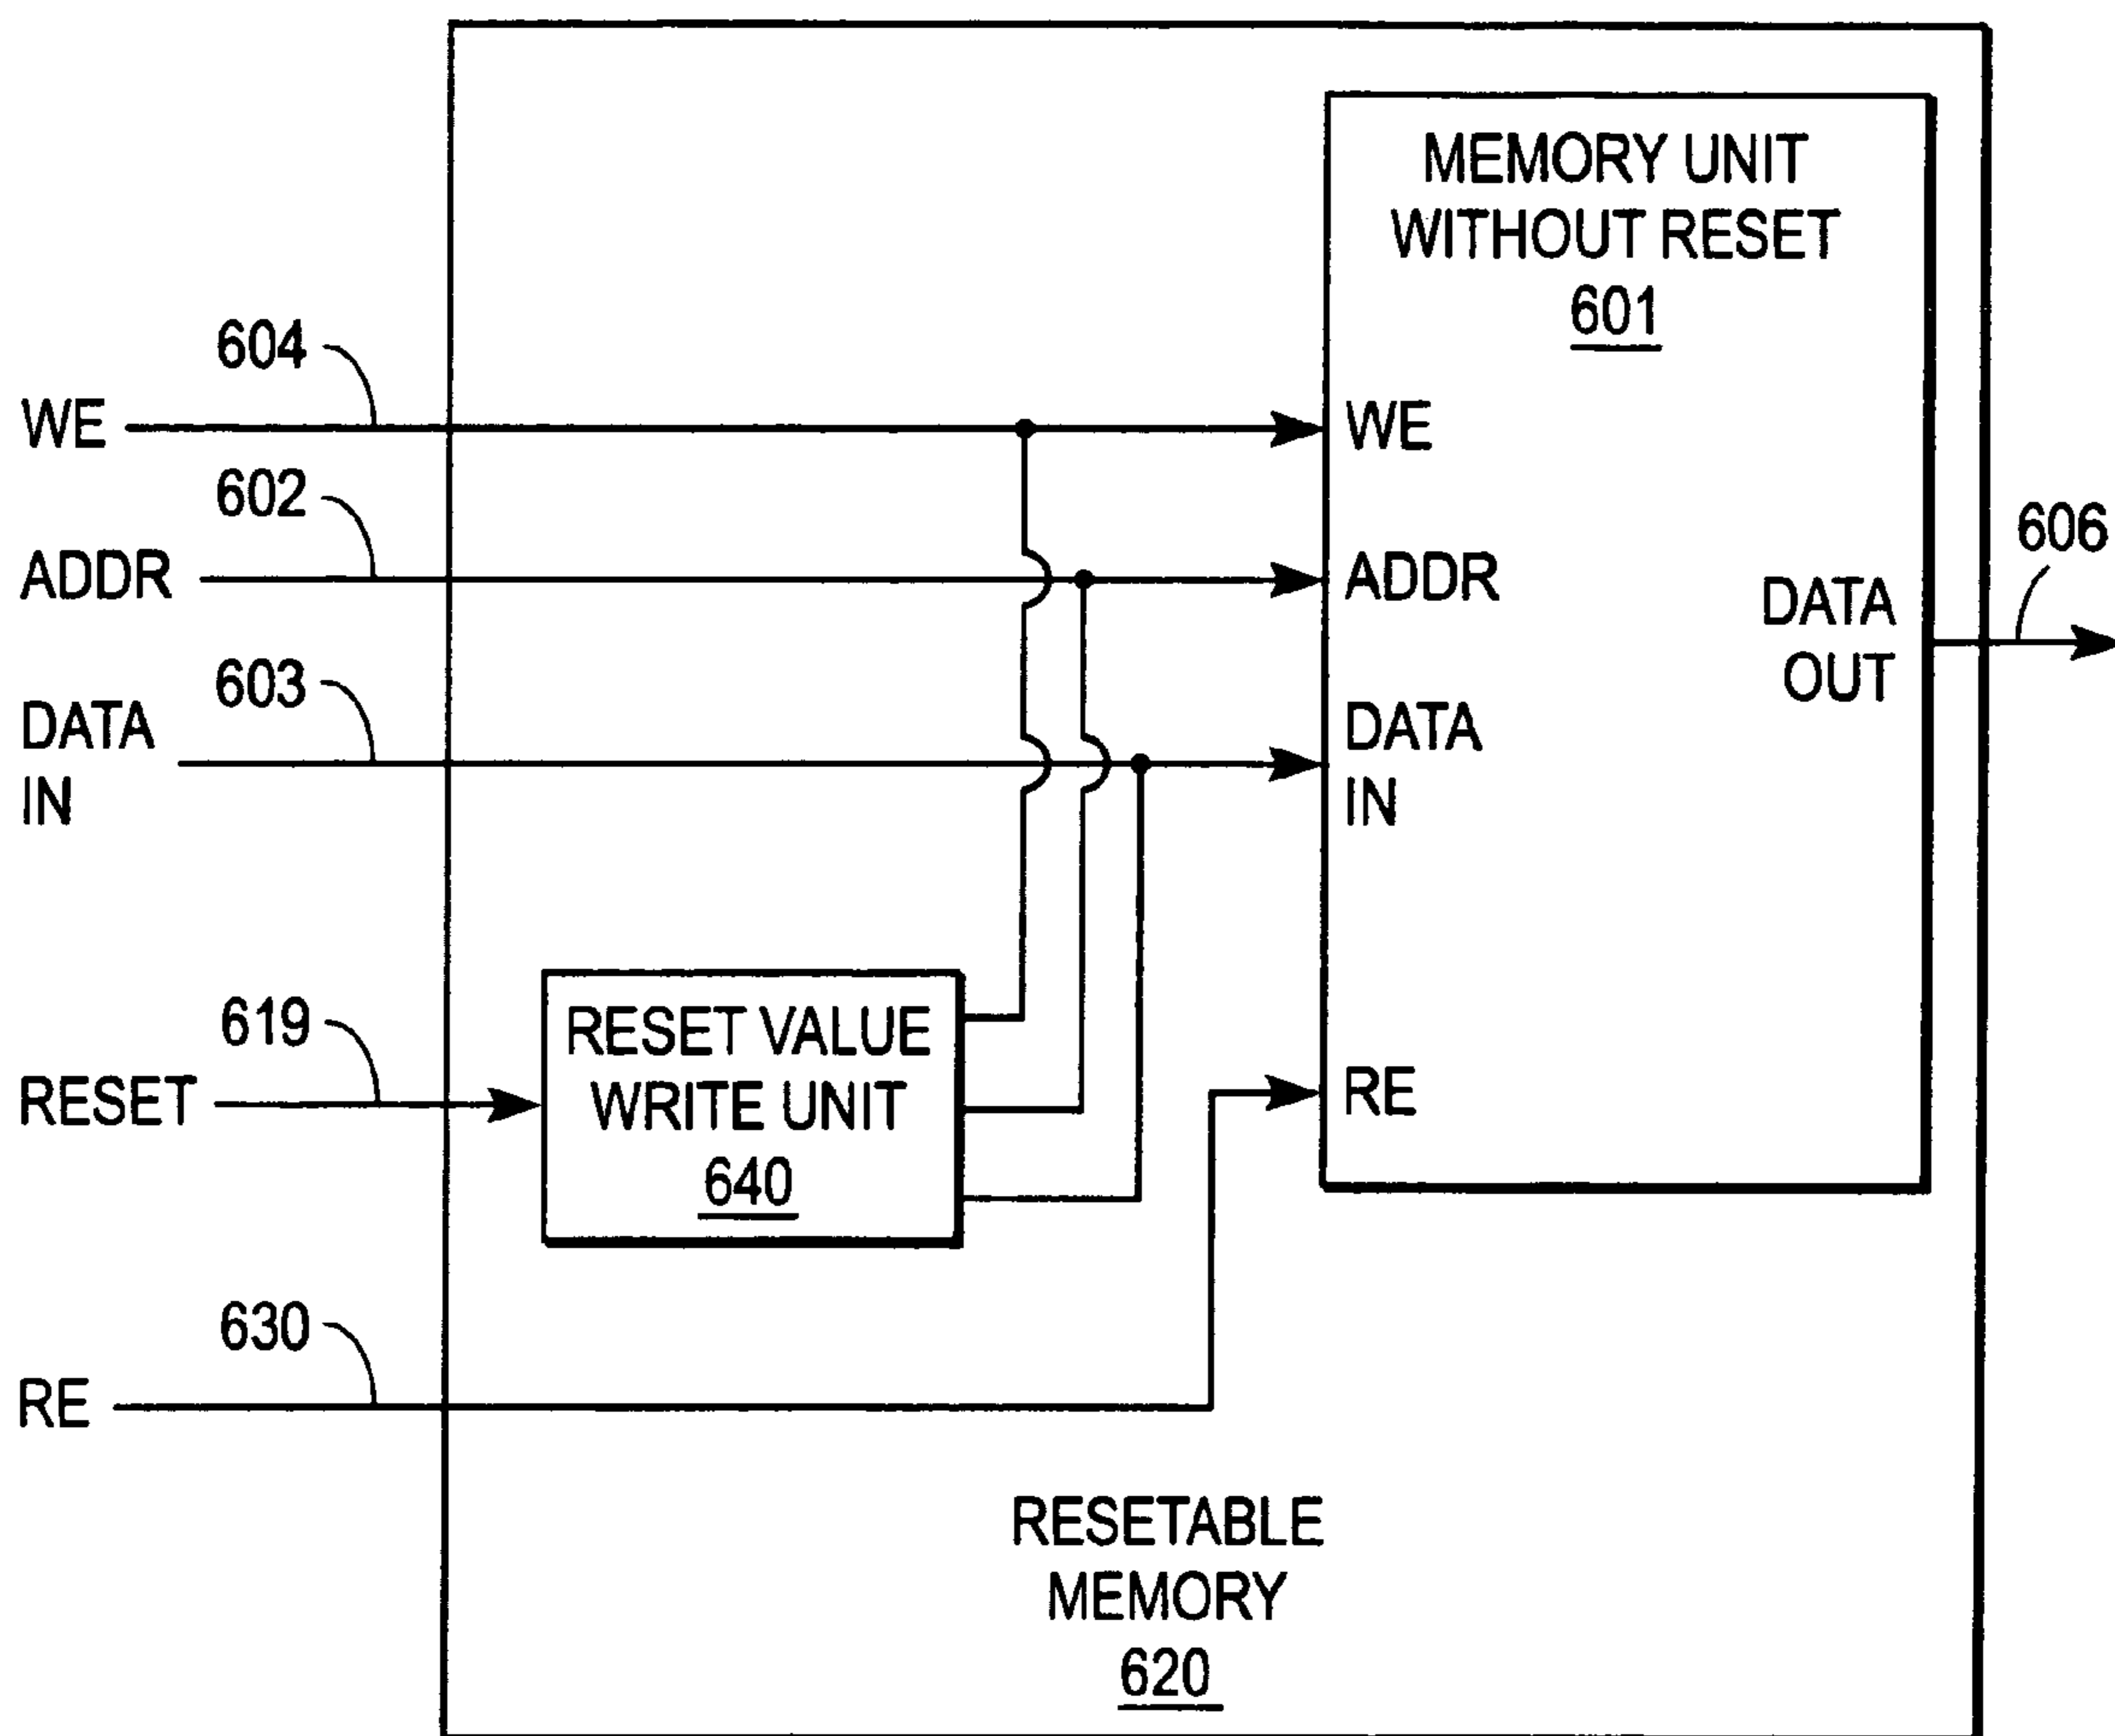 MEMORY UNIT
WITHOUT RESET
601
604
WE
WE
602
ADDR
ADDR
606
DATA
OUT
603
DATA
IN
DATA
IN
619
RESET
RESET VALUE
WRITE UNIT
640
RE
630
RE
RESETABLE
MEMORY
620